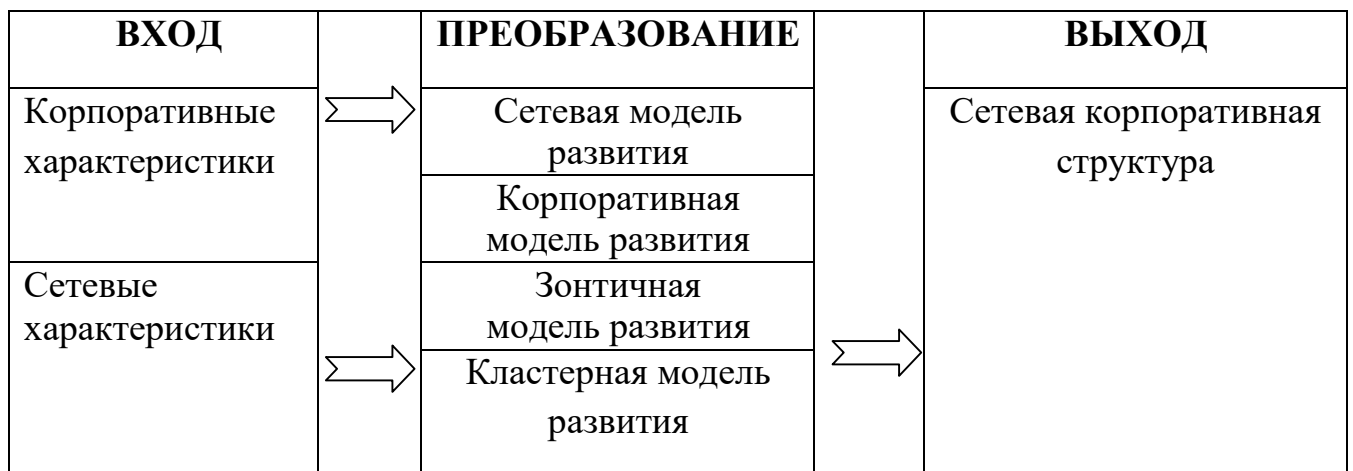 ВХОД
ПРЕОБРАЗОВАНИЕ
ВЫХОД
Корпоративные
характеристики
Сетевые
характеристики
Сетевая модель
развития
Корпоративная
модель развития
Зонтичная
модель развития
Кластерная модель
развития
Сетевая корпоративная
структура